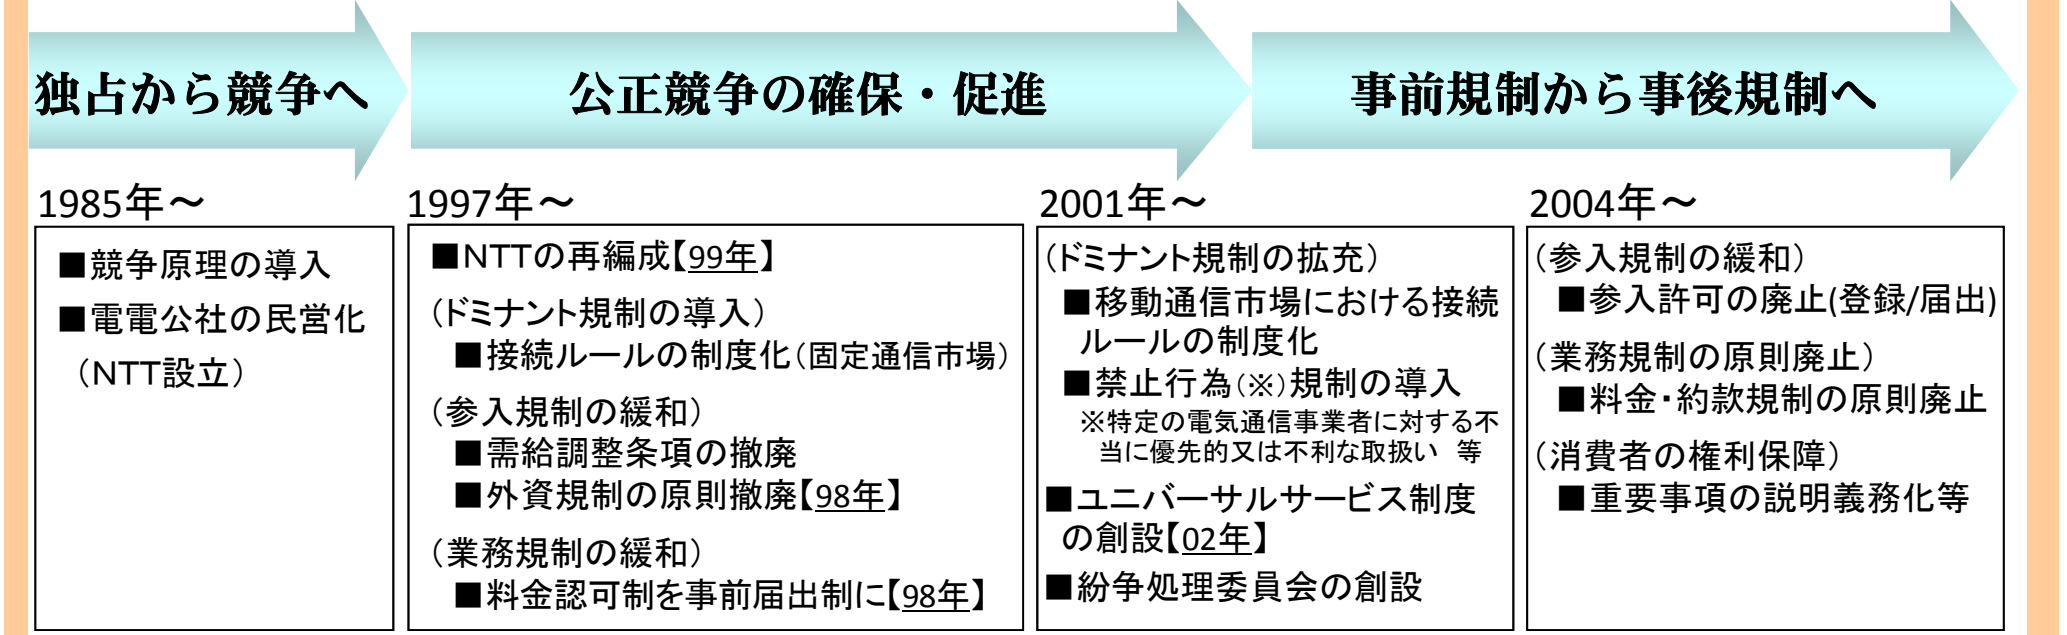 独占から競争へ
公正競争の確保・促進
事前規制から事後規制へ
1985年～
■競争原理の導入
■電電公社の民営化
（NTT設立）
1997年～
■NTTの再編成【99年】
（ドミナント規制の導入）
■接続ルールの制度化（固定通信市場）
（参入規制の緩和）
■需給調整条項の撤廃
■外資規制の原則撤廃【98年】
（業務規制の緩和）
■料金認可制を事前届出制に【98年】
2001年～
（ドミナント規制の拡充）
■移動通信市場における接続
ルールの制度化
■禁止行為（※）規制の導入
※特定の電気通信事業者に対する不
当に優先的又は不利な取扱い　等
■ユニバーサルサービス制度
の創設【02年】
■紛争処理委員会の創設
2004年～
（参入規制の緩和）
■参入許可の廃止(登録/届出)
（業務規制の原則廃止）
■料金・約款規制の原則廃止
（消費者の権利保障）
■重要事項の説明義務化等